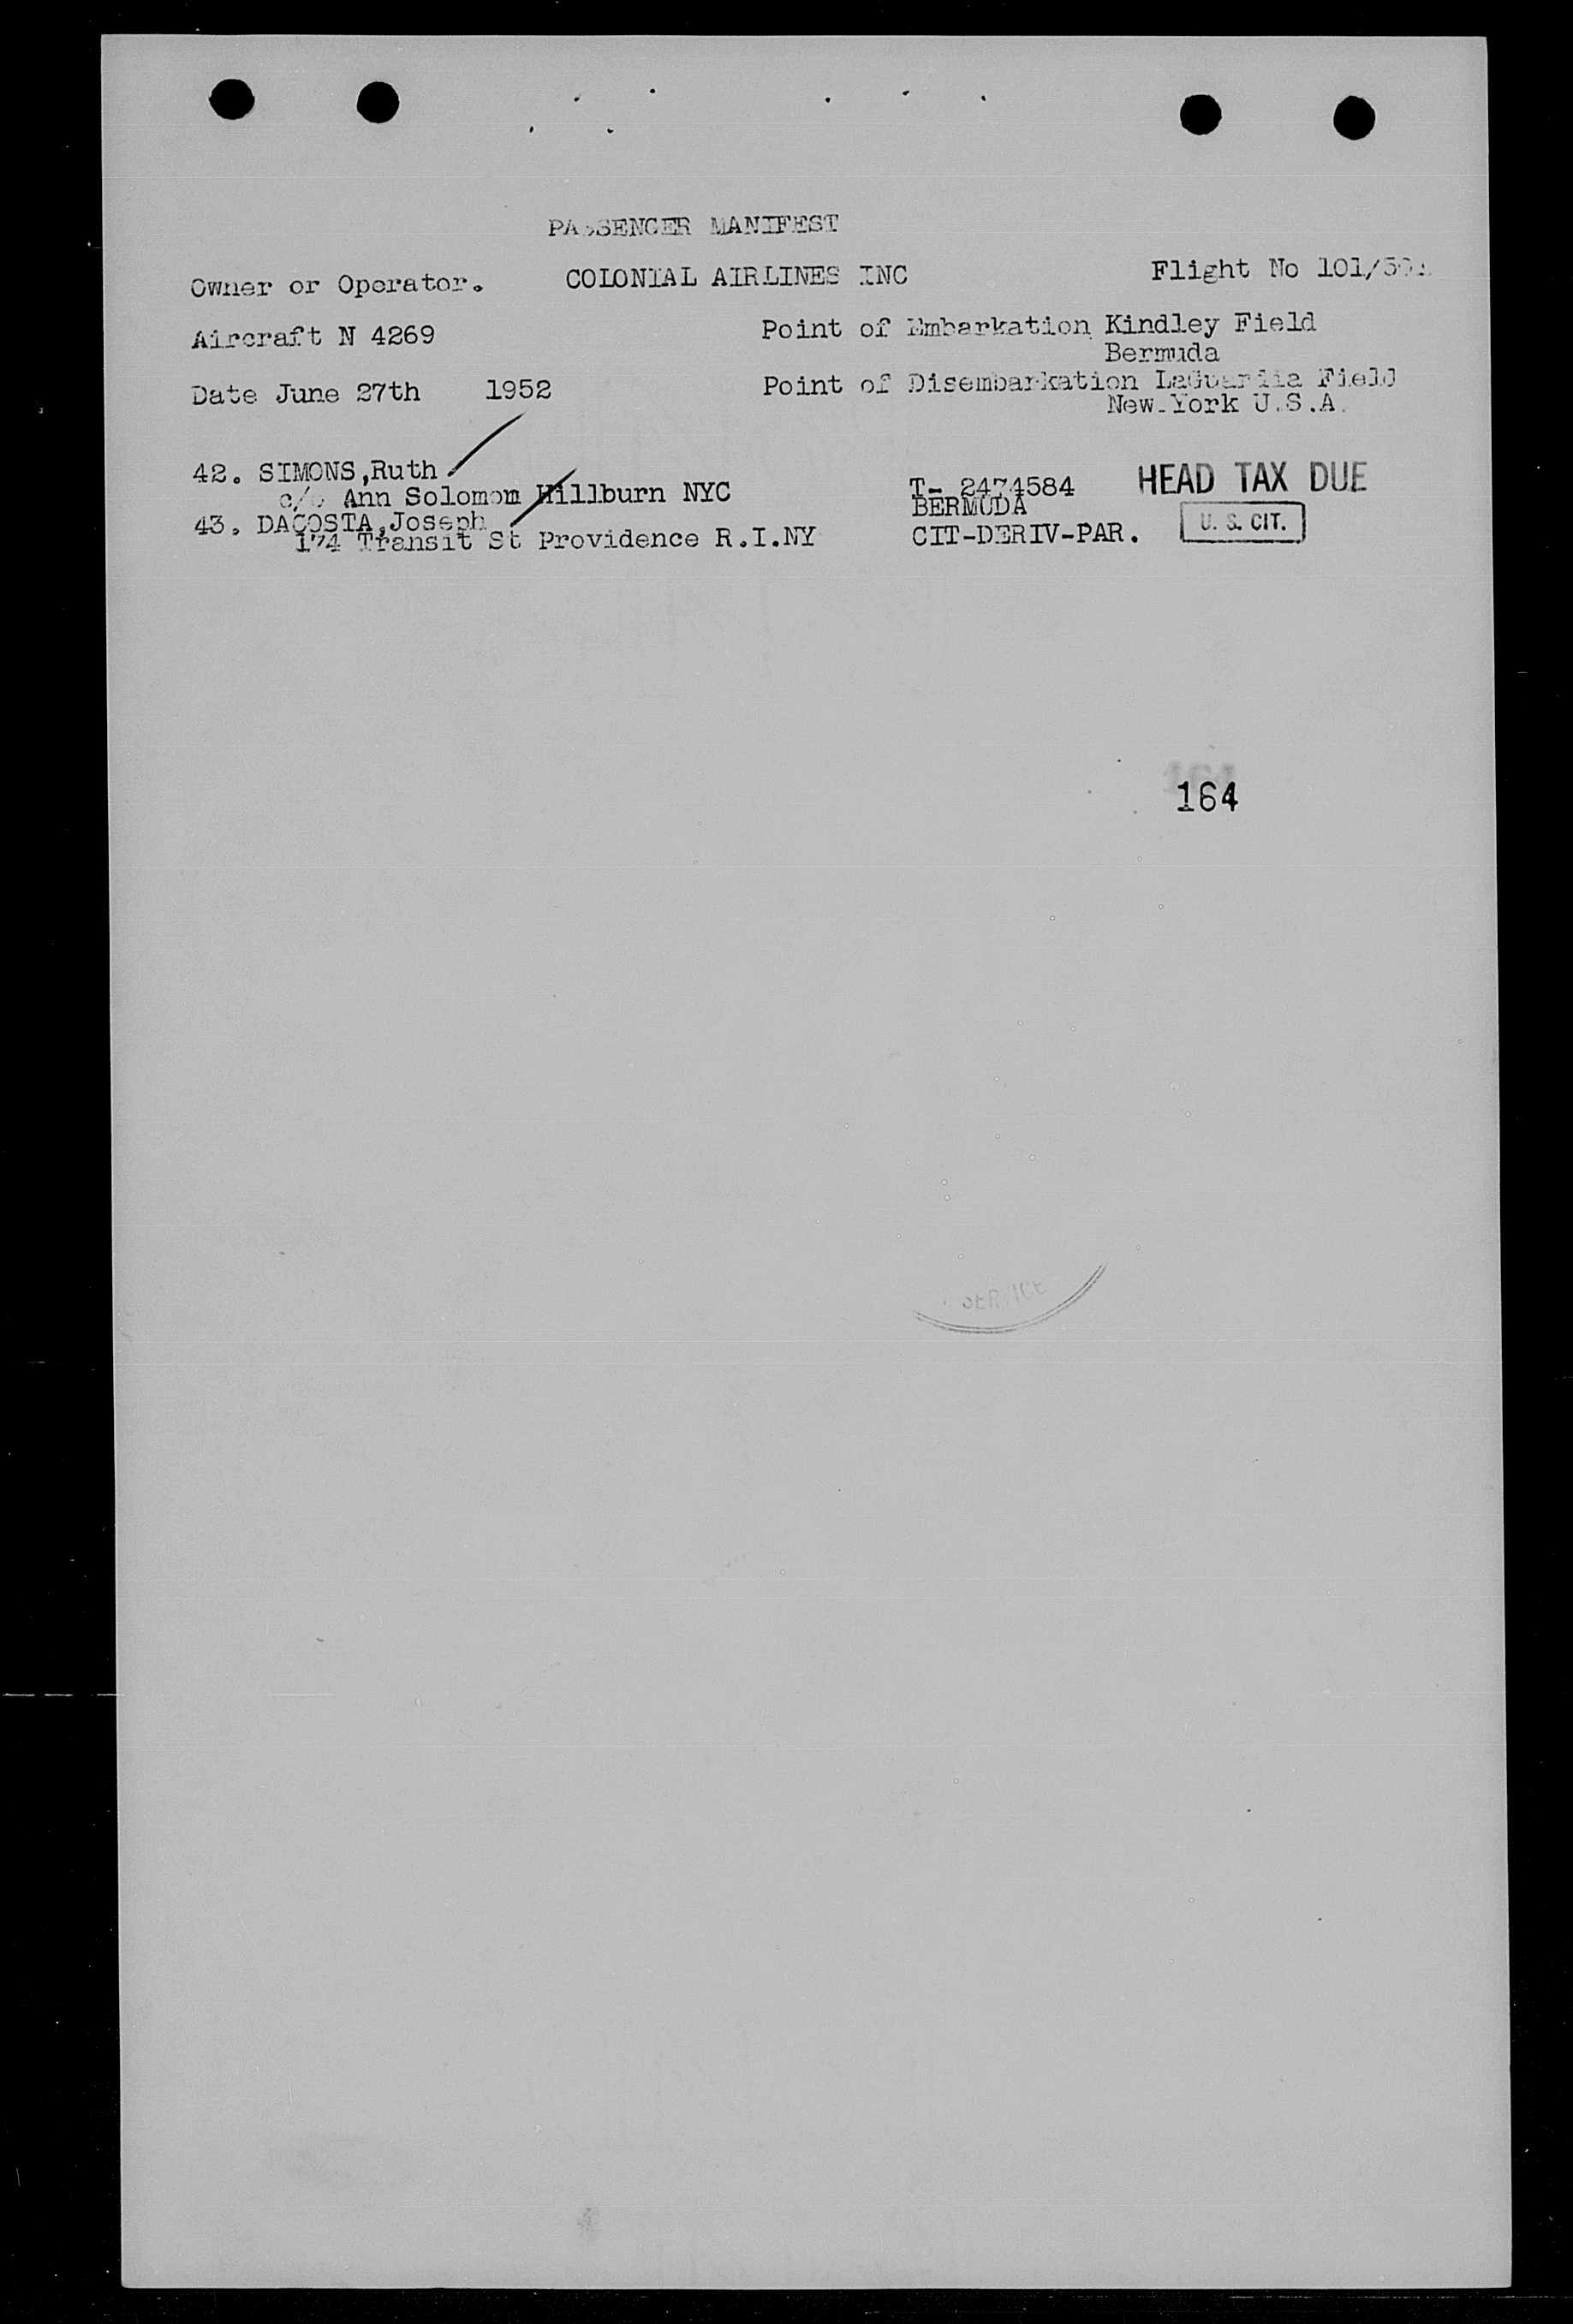 PASSENGER MANIFEST
Owner or Operator. COLONIAL AIRLINES INC Flight No
Aircraft N 4269 Point of Embarkation Kindley Field
Bermuda
Date June 27th 1952 Point of Disembarkation LaGuardia Field
New York U.S.A.
42. SIMONS,Ruth T- 2474584 HEAD TAX DUE
c/o Ann Solomon Hillburn NYC BERMUDA
43. DACOSTA,Joseph U. S. CIT.
174 Transit St Providence R.I.NY CIT-DERIV-PAR.
164
SERVICE